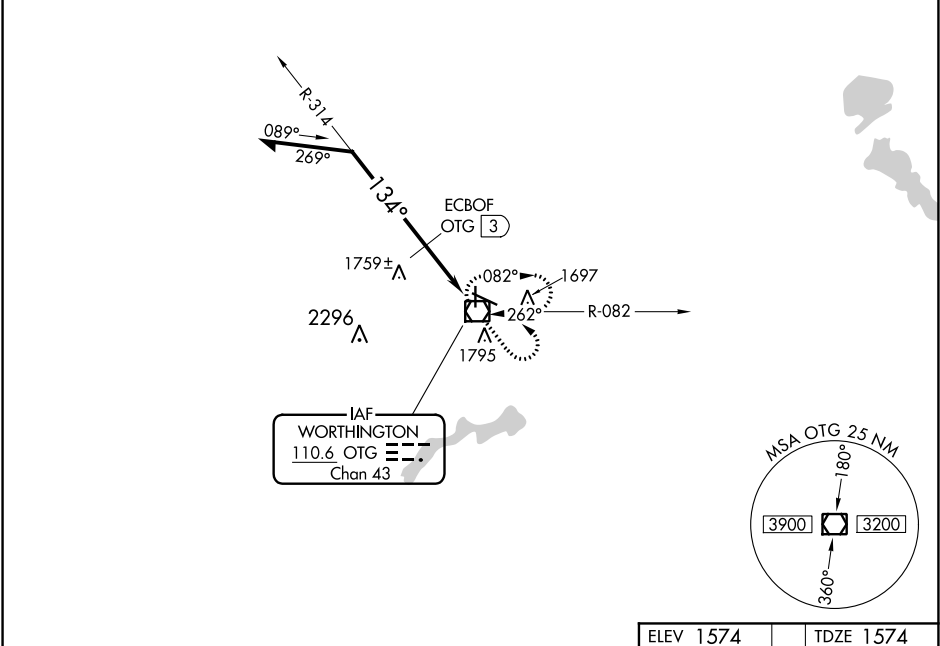 R-314
089°
269°
134°
ECBOF
OTG 3
1759±
082°
1697
2296
262°
R-082
1795
IAF
WORTHINGTON
110.6 OTG
Chan 43
MSA OTG 25 NM
180°
3900
3200
360°
ELEV 1574
TDZE 1574